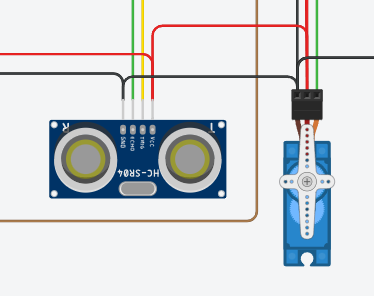 R
T
GND
ECHO
TRIG
VCC
HC-SR04